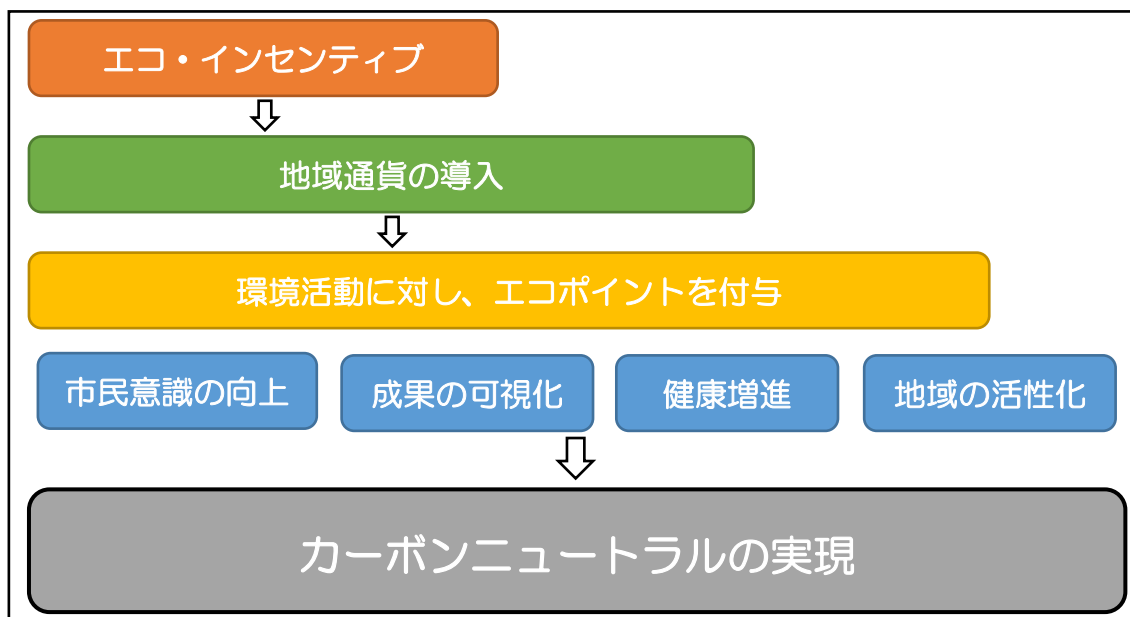 エコ・インセンティブ
地域通貨の導入
環境活動に対し、エコポイントを付与
市民意識の向上
成果の可視化
健康増進
地域の活性化
カーボンニュートラルの実現